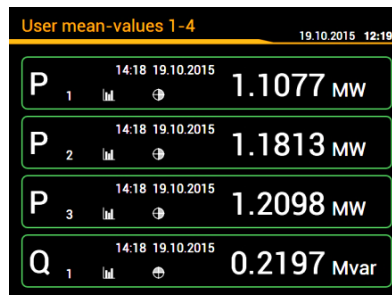 User mean-values 1-4
19.10.2015 12:19
14:18 19.10.2015
P 1 1.1077 MW
14:18 19.10.2015
P 2 1.1813 MW
14:18 19.10.2015
P 3 1.2098 MW
14:18 19.10.2015
Q 1 0.2197 Mvar